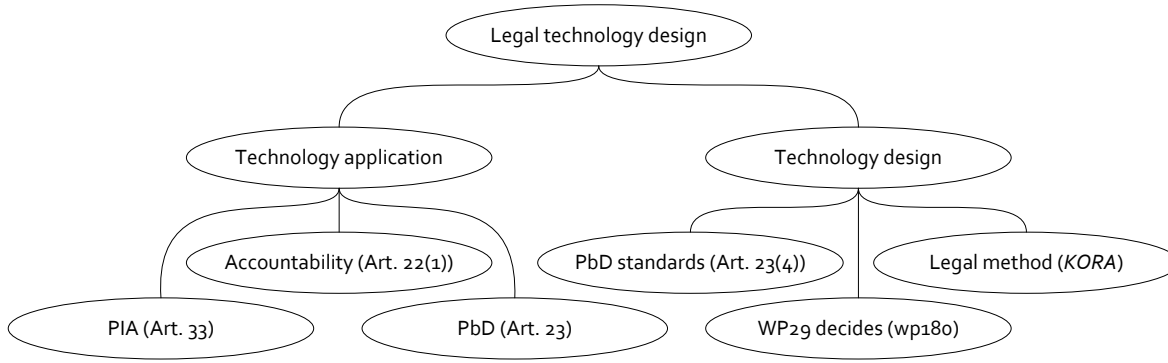 Legal technology design
Technology application
Technology design
Accountability (Art. 22(1))
PbD standards (Art. 23(4))
Legal method (KORA)
PIA (Art. 33)
PbD (Art. 23)
WP29 decides (wp180)